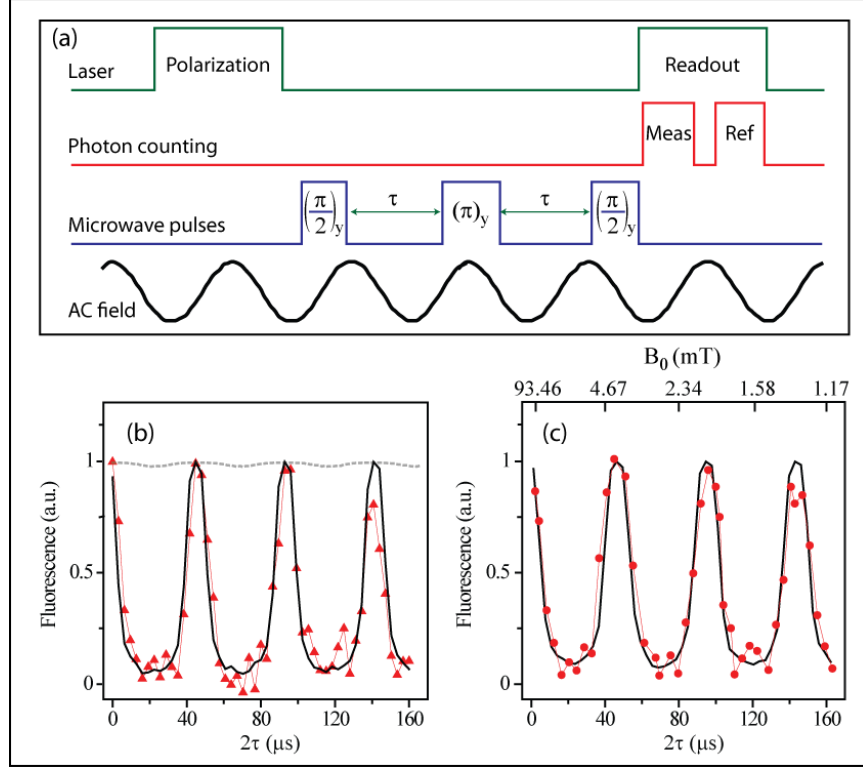 (a)
Laser
Polarization
Readout
Photon counting
Meas
Ref
Microwave pulses
(π/2)y
τ
(π)y
τ
(π/2)y
AC field
B0 (mT)
93.46 4.67 2.34 1.58 1.17
(b)
Fluorescence (a.u.)
1
0.5
0
0 40 80 120 160
2τ (μs)
(c)
Fluorescence (a.u.)
1
0.5
0
0 40 80 120 160
2τ (μs)